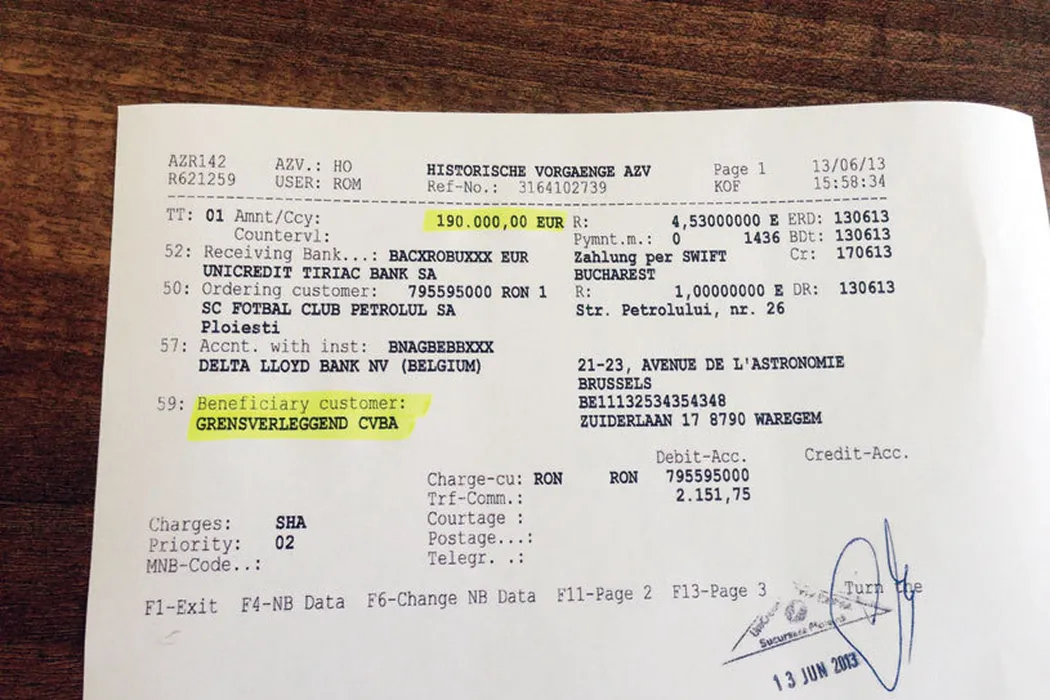 AZR142 AZV.: HO HISTORISCHE VORGAENGE AZV Page 1 13/06/13
R621259 USER: ROM Ref-No.: 3164102739 KOF 15:58:34
TT: 01 Amnt/Ccy: 190.000,00 EUR R: 4,53000000 E ERD: 130613
Countervl: Pymnt.m.: 0 1436 BDt: 130613
52: Receiving Bank...: BACXROBUXXX EUR Zahlung per SWIFT Cr: 170613
UNICREDIT TIRIAC BANK SA BUCHAREST
50: Ordering customer: 795595000 RON 1 R: 1,00000000 E DR: 130613
SC FOTBAL CLUB PETROLUL SA Str. Petrolului, nr. 26
Ploiesti
57: Accnt. with inst: BNAGBEBBXXX
DELTA LLOYD BANK NV (BELGIUM) 21-23, AVENUE DE L'ASTRONOMIE
BRUSSELS
59: Beneficiary customer: BE11132534354348
GRENSVERLEGGEND CVBA ZUIDERLAAN 17 8790 WAREGEM
Debit-Acc. Credit-Acc.
Charge-cu: RON RON 795595000
Trf-Comm.: 2.151,75
Charges: SHA Courtage :
Priority: 02 Postage...:
MNB-Code..: Telegr. .:
F1-Exit F4-NB Data F6-Change NB Data F11-Page 2 F13-Page 3 Turn the
Sucursala
13 JUN 2013